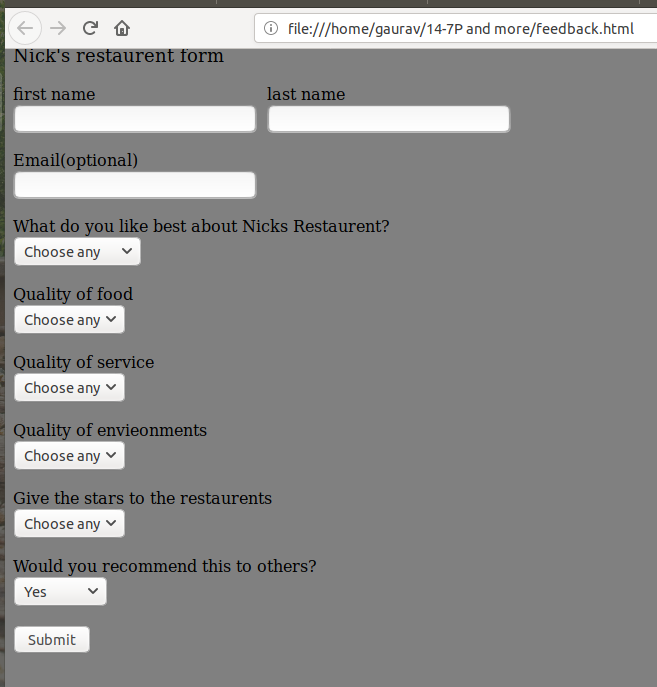 file:///home/gaurav/14-7P and more/feedback.html
Nick's restaurent form
first name last name
Email(optional)
What do you like best about Nicks Restaurent?
Choose any
Quality of food
Choose any
Quality of service
Choose any
Quality of envieonments
Choose any
Give the stars to the restaurents
Choose any
Would you recommend this to others?
Yes
Submit